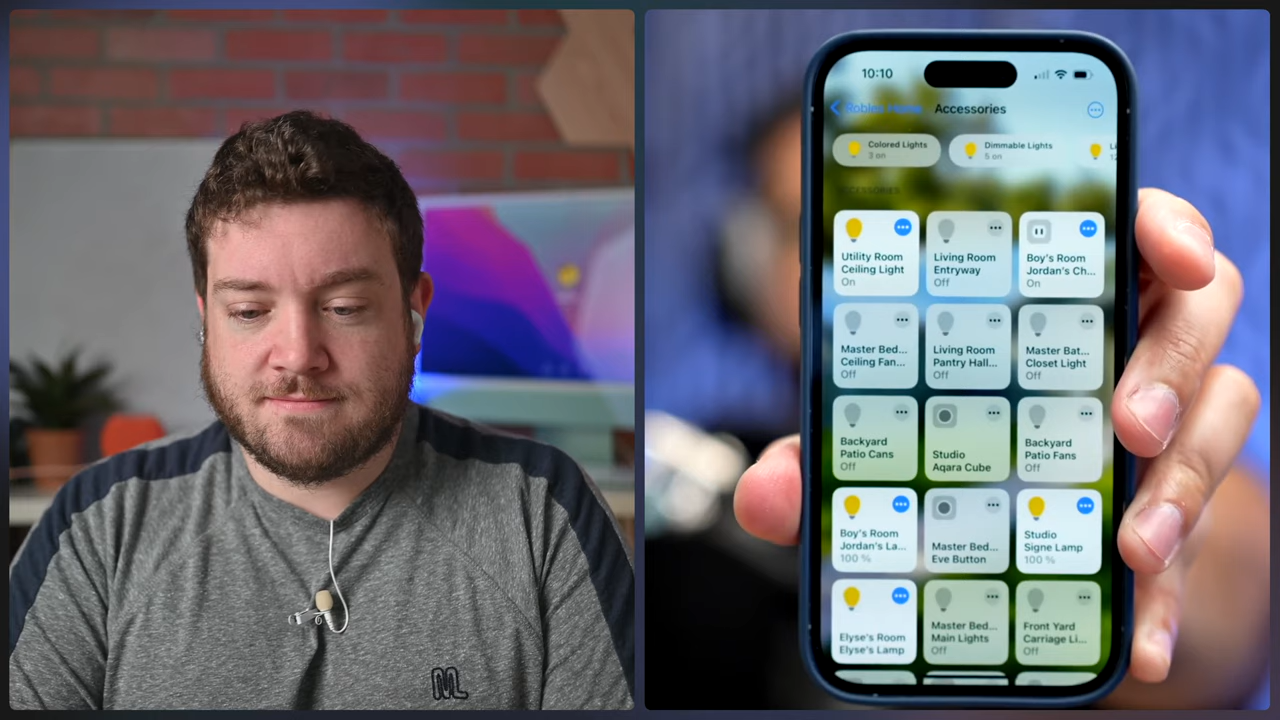 10:10
Accessories
Colored Lights
3 on
Dimmable Lights
5 on
ACCESSORIES
Utility Room
Ceiling Light
On
Living Room
Entryway
Off
Boy's Room
Jordan's Ch...
On
Master Bed...
Ceiling Fan...
Off
Living Room
Pantry Hall...
Off
Master Bat...
Closet Light
Off
Backyard
Patio Cans
Off
Studio
Aqara Cube
Backyard
Patio Fans
Off
Boy's Room
Jordan's La...
100 %
Master Bed...
Eve Button
Studio
Signe Lamp
100 %
Elyse's Room
Elyse's Lamp
Master Bed...
Main Lights
Off
Front Yard
Carriage Li...
Off